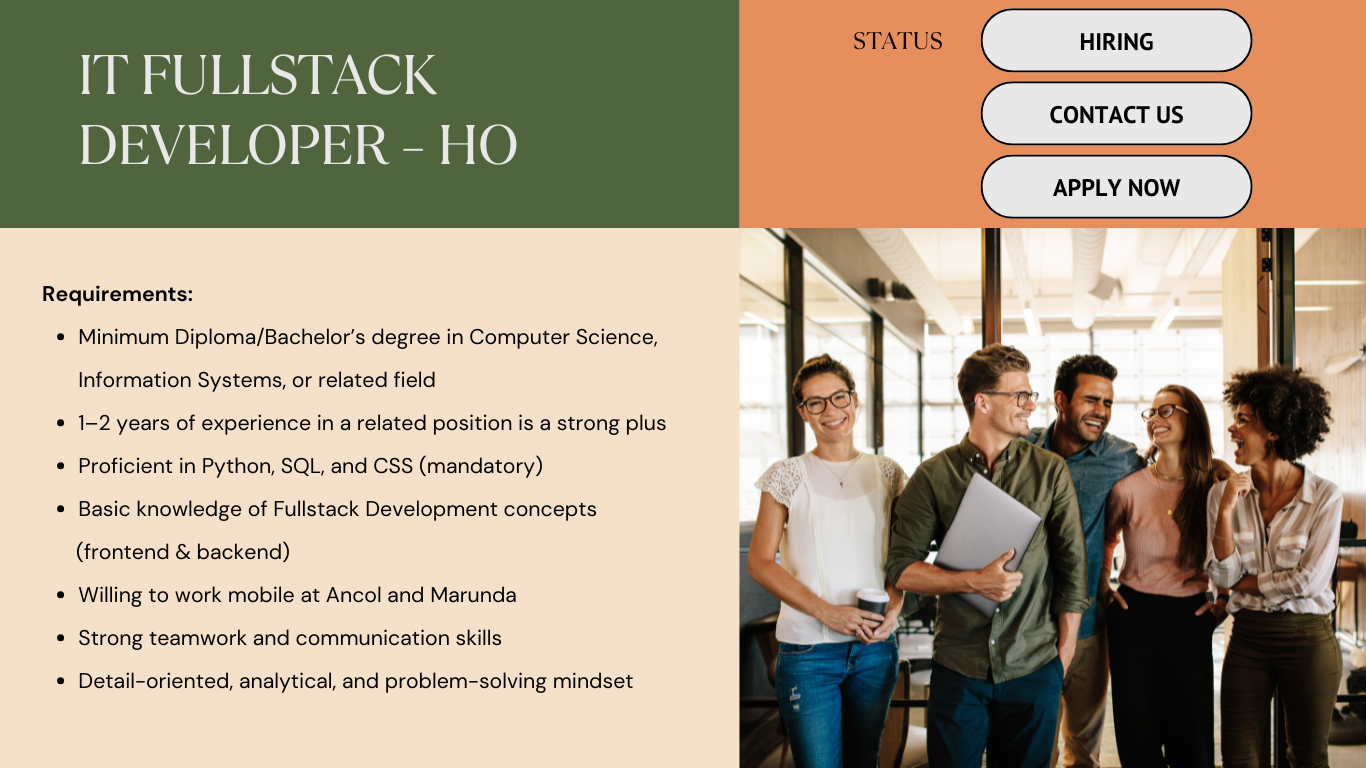 IT FULLSTACK
DEVELOPER – HO
STATUS
HIRING
CONTACT US
APPLY NOW
Requirements:
• Minimum Diploma/Bachelor’s degree in Computer Science,
Information Systems, or related field
• 1–2 years of experience in a related position is a strong plus
• Proficient in Python, SQL, and CSS (mandatory)
• Basic knowledge of Fullstack Development concepts
(frontend & backend)
• Willing to work mobile at Ancol and Marunda
• Strong teamwork and communication skills
• Detail-oriented, analytical, and problem-solving mindset